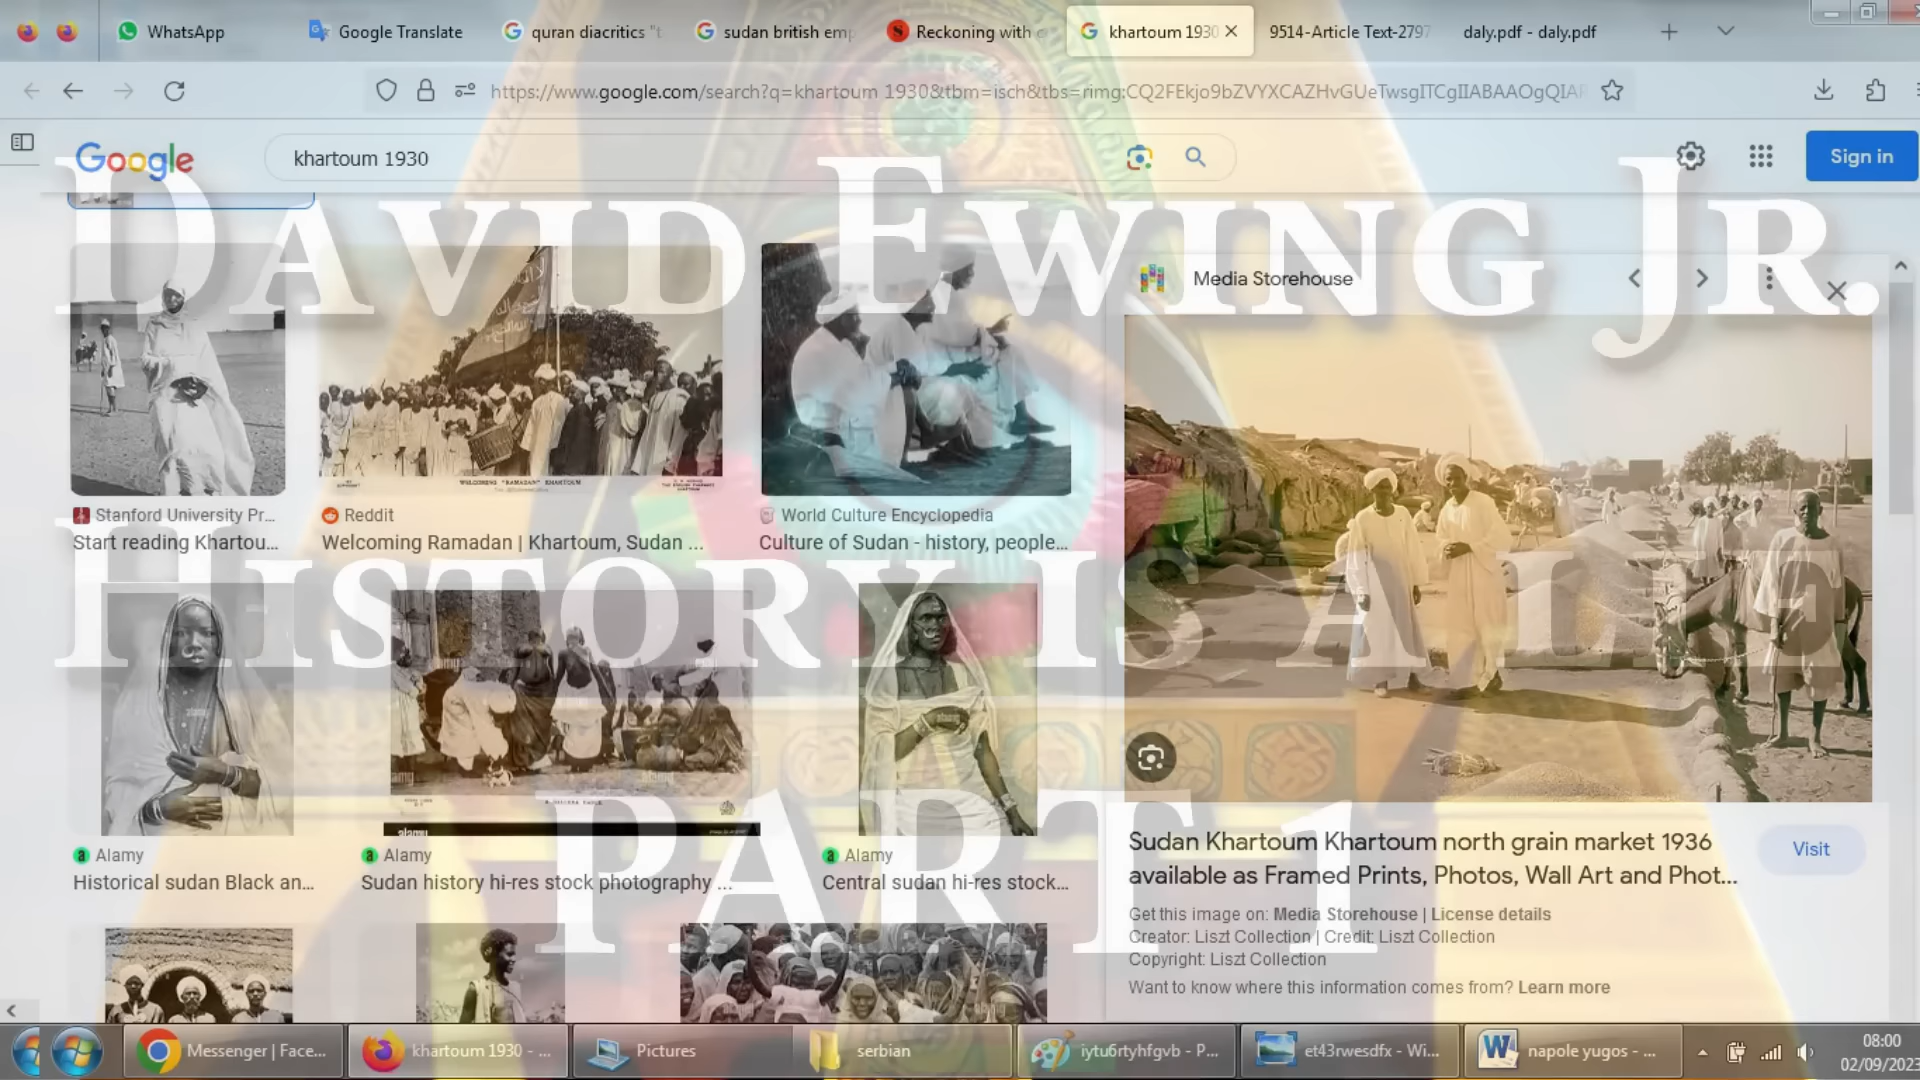 WhatsApp
Google Translate
quran diacritics "t
sudan british emp
Reckoning with
khartoum 1930
9514-Article Text-2797
daly.pdf - daly.pdf
https://www.google.com/search?q=khartoum 1930&tbm=isch&tbs=rimg:CQ2FEkjo9bZVYXCAZHvGUeTwsgITCgIIABAAOgQIAR
Google
khartoum 1930
Sign in
DAVID EWING JR.
Media Storehouse
WELCOMING "RAMADAN" KHARTOUM
Stanford University Pr...
Start reading Khartou...
Reddit
Welcoming Ramadan | Khartoum, Sudan ...
World Culture Encyclopedia
Culture of Sudan - history, people...
HISTORY IS A LIE
PART 1
alamy
Alamy
Historical sudan Black an...
Alamy
Sudan history hi-res stock photography ...
Alamy
Central sudan hi-res stock...
Sudan Khartoum Khartoum north grain market 1936
available as Framed Prints, Photos, Wall Art and Phot...
Visit
Get this image on: Media Storehouse | License details
Creator: Liszt Collection | Credit: Liszt Collection
Copyright: Liszt Collection
Want to know where this information comes from? Learn more
Messenger | Face...
khartoum 1930 - ...
Pictures
serbian
iytu6rtyhfgvb - P...
et43rwesdfx - Wi...
napole yugos - ...
08:00
02/09/2023